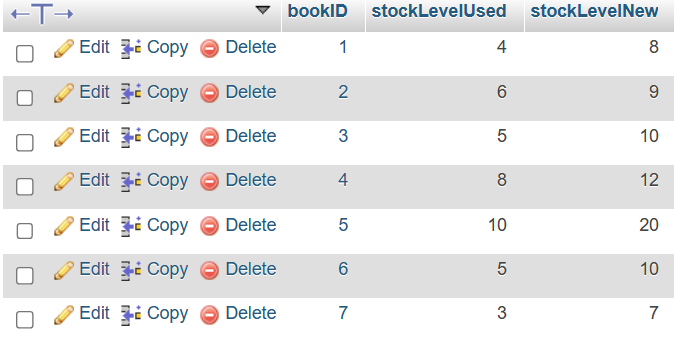 bookID stockLevelUsed stockLevelNew
Edit Copy Delete 1 4 8
Edit Copy Delete 2 6 9
Edit Copy Delete 3 5 10
Edit Copy Delete 4 8 12
Edit Copy Delete 5 10 20
Edit Copy Delete 6 5 10
Edit Copy Delete 7 3 7